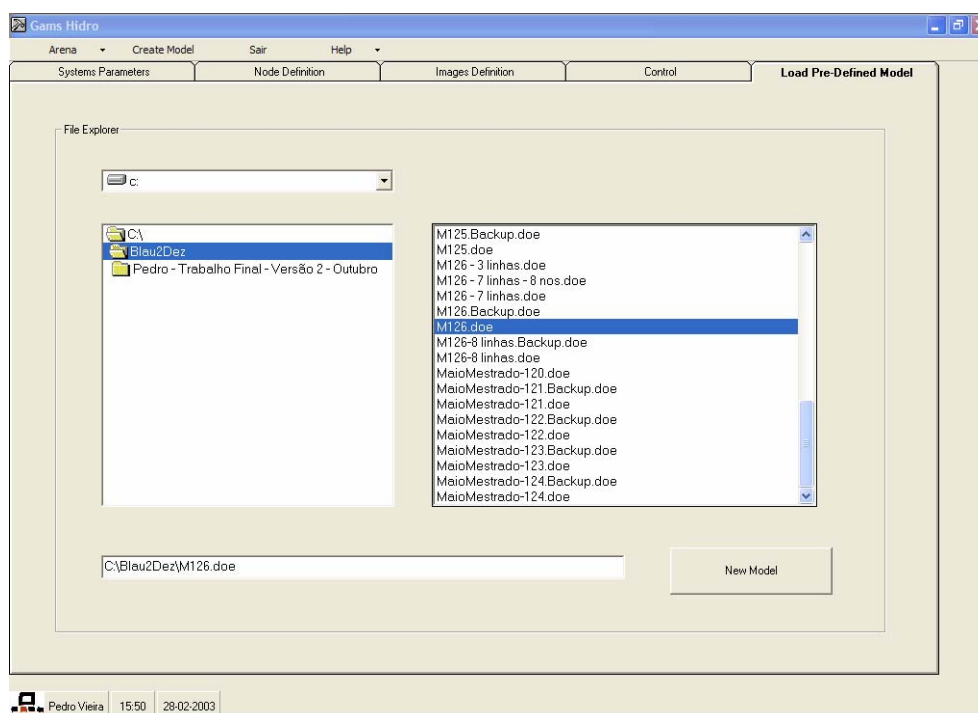 Gams Hidro
Arena Create Model Sair Help
Systems Parameters Node Definition Images Definition Control Load Pre-Defined Model
File Explorer
c:
C:\
Blau2Dez
Pedro - Trabalho Final - Versão 2 - Outubro
M125.Backup.doe
M125.doe
M126 - 3 linhas.doe
M126 - 7 linhas - 8 nos.doe
M126 - 7 linhas.doe
M126.Backup.doe
M126.doe
M126-8 linhas.Backup.doe
M126-8 linhas.doe
MaioMestrado-120.doe
MaioMestrado-121.Backup.doe
MaioMestrado-121.doe
MaioMestrado-122.Backup.doe
MaioMestrado-122.doe
MaioMestrado-123.Backup.doe
MaioMestrado-123.doe
MaioMestrado-124.Backup.doe
MaioMestrado-124.doe
C:\Blau2Dez\M126.doe
New Model
Pedro Vieira 15:50 28-02-2003